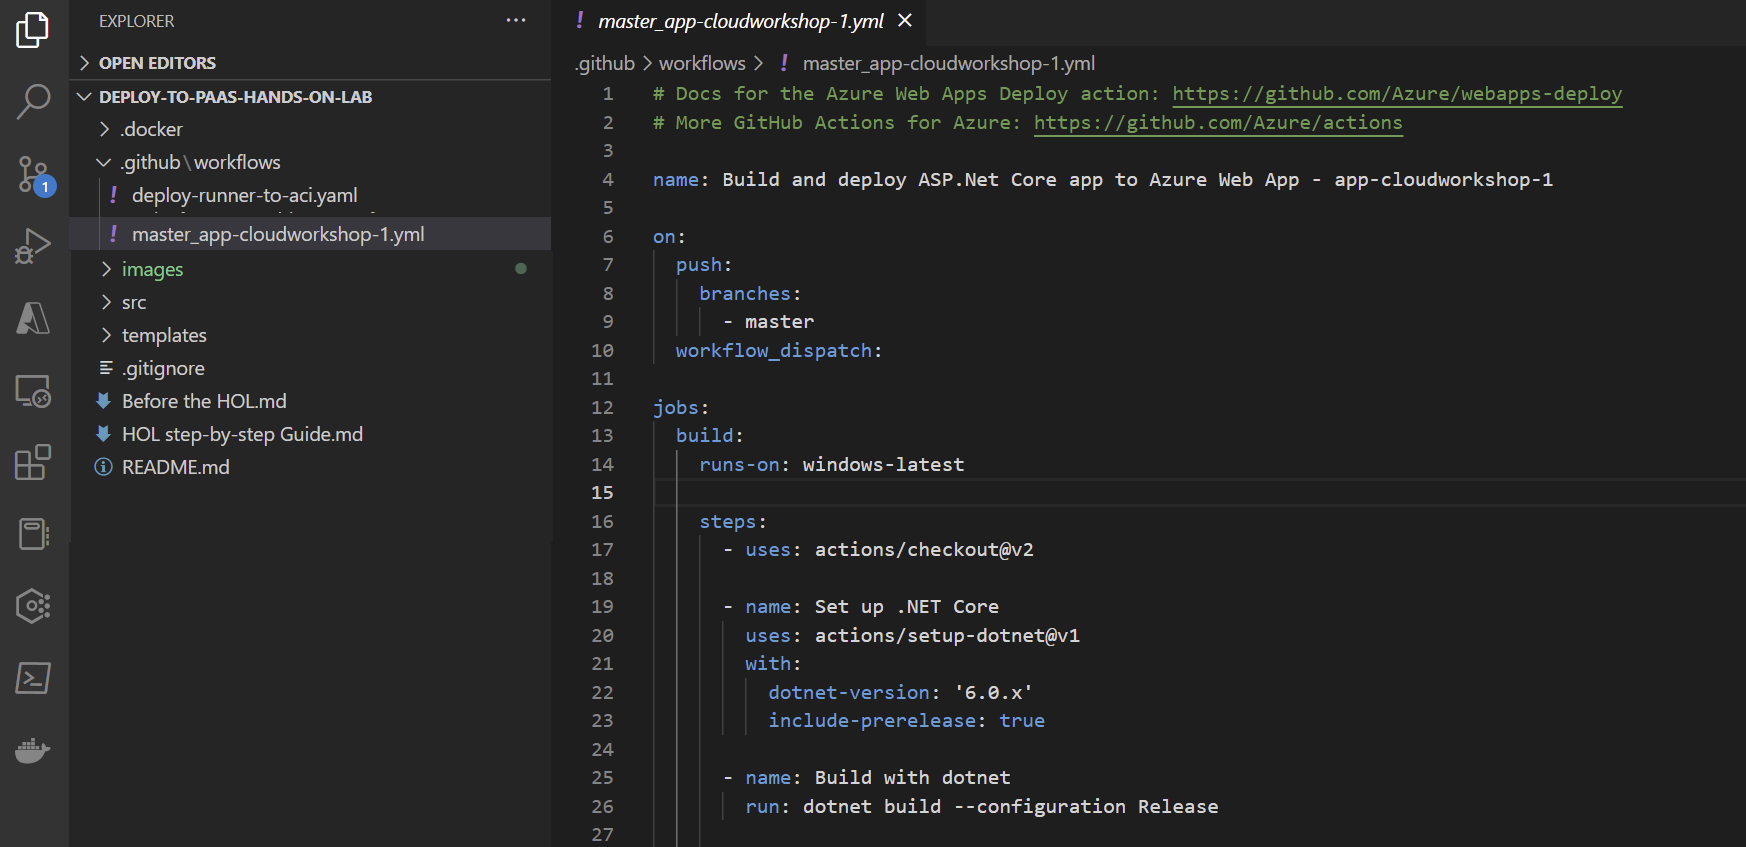 EXPLORER
···
OPEN EDITORS
DEPLOY-TO-PAAS-HANDS-ON-LAB
.docker
.github\workflows
! deploy-runner-to-aci.yaml
! master_app-cloudworkshop-1.yml
images
src
templates
.gitignore
Before the HOL.md
HOL step-by-step Guide.md
README.md
1
! master_app-cloudworkshop-1.yml ×
.github > workflows > ! master_app-cloudworkshop-1.yml
1 # Docs for the Azure Web Apps Deploy action: https://github.com/Azure/webapps-deploy
2 # More GitHub Actions for Azure: https://github.com/Azure/actions
3
4 name: Build and deploy ASP.Net Core app to Azure Web App - app-cloudworkshop-1
5
6 on:
7   push:
8     branches:
9       - master
10   workflow_dispatch:
11
12 jobs:
13   build:
14     runs-on: windows-latest
15
16     steps:
17       - uses: actions/checkout@v2
18
19       - name: Set up .NET Core
20         uses: actions/setup-dotnet@v1
21         with:
22           dotnet-version: '6.0.x'
23           include-prerelease: true
24
25       - name: Build with dotnet
26         run: dotnet build --configuration Release
27